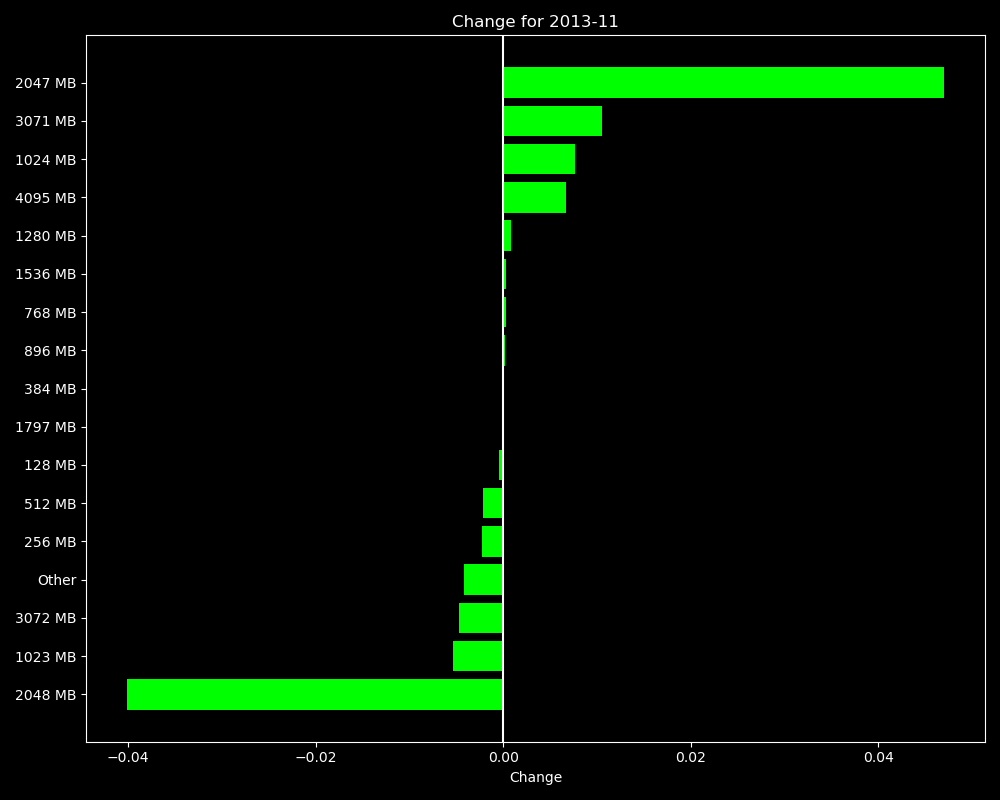 Change for 2013-11
2047 MB
3071 MB
1024 MB
4095 MB
1280 MB
1536 MB
768 MB
896 MB
384 MB
1797 MB
128 MB
512 MB
256 MB
Other
3072 MB
1023 MB
2048 MB
−0.04 −0.02 0.00 0.02 0.04
Change